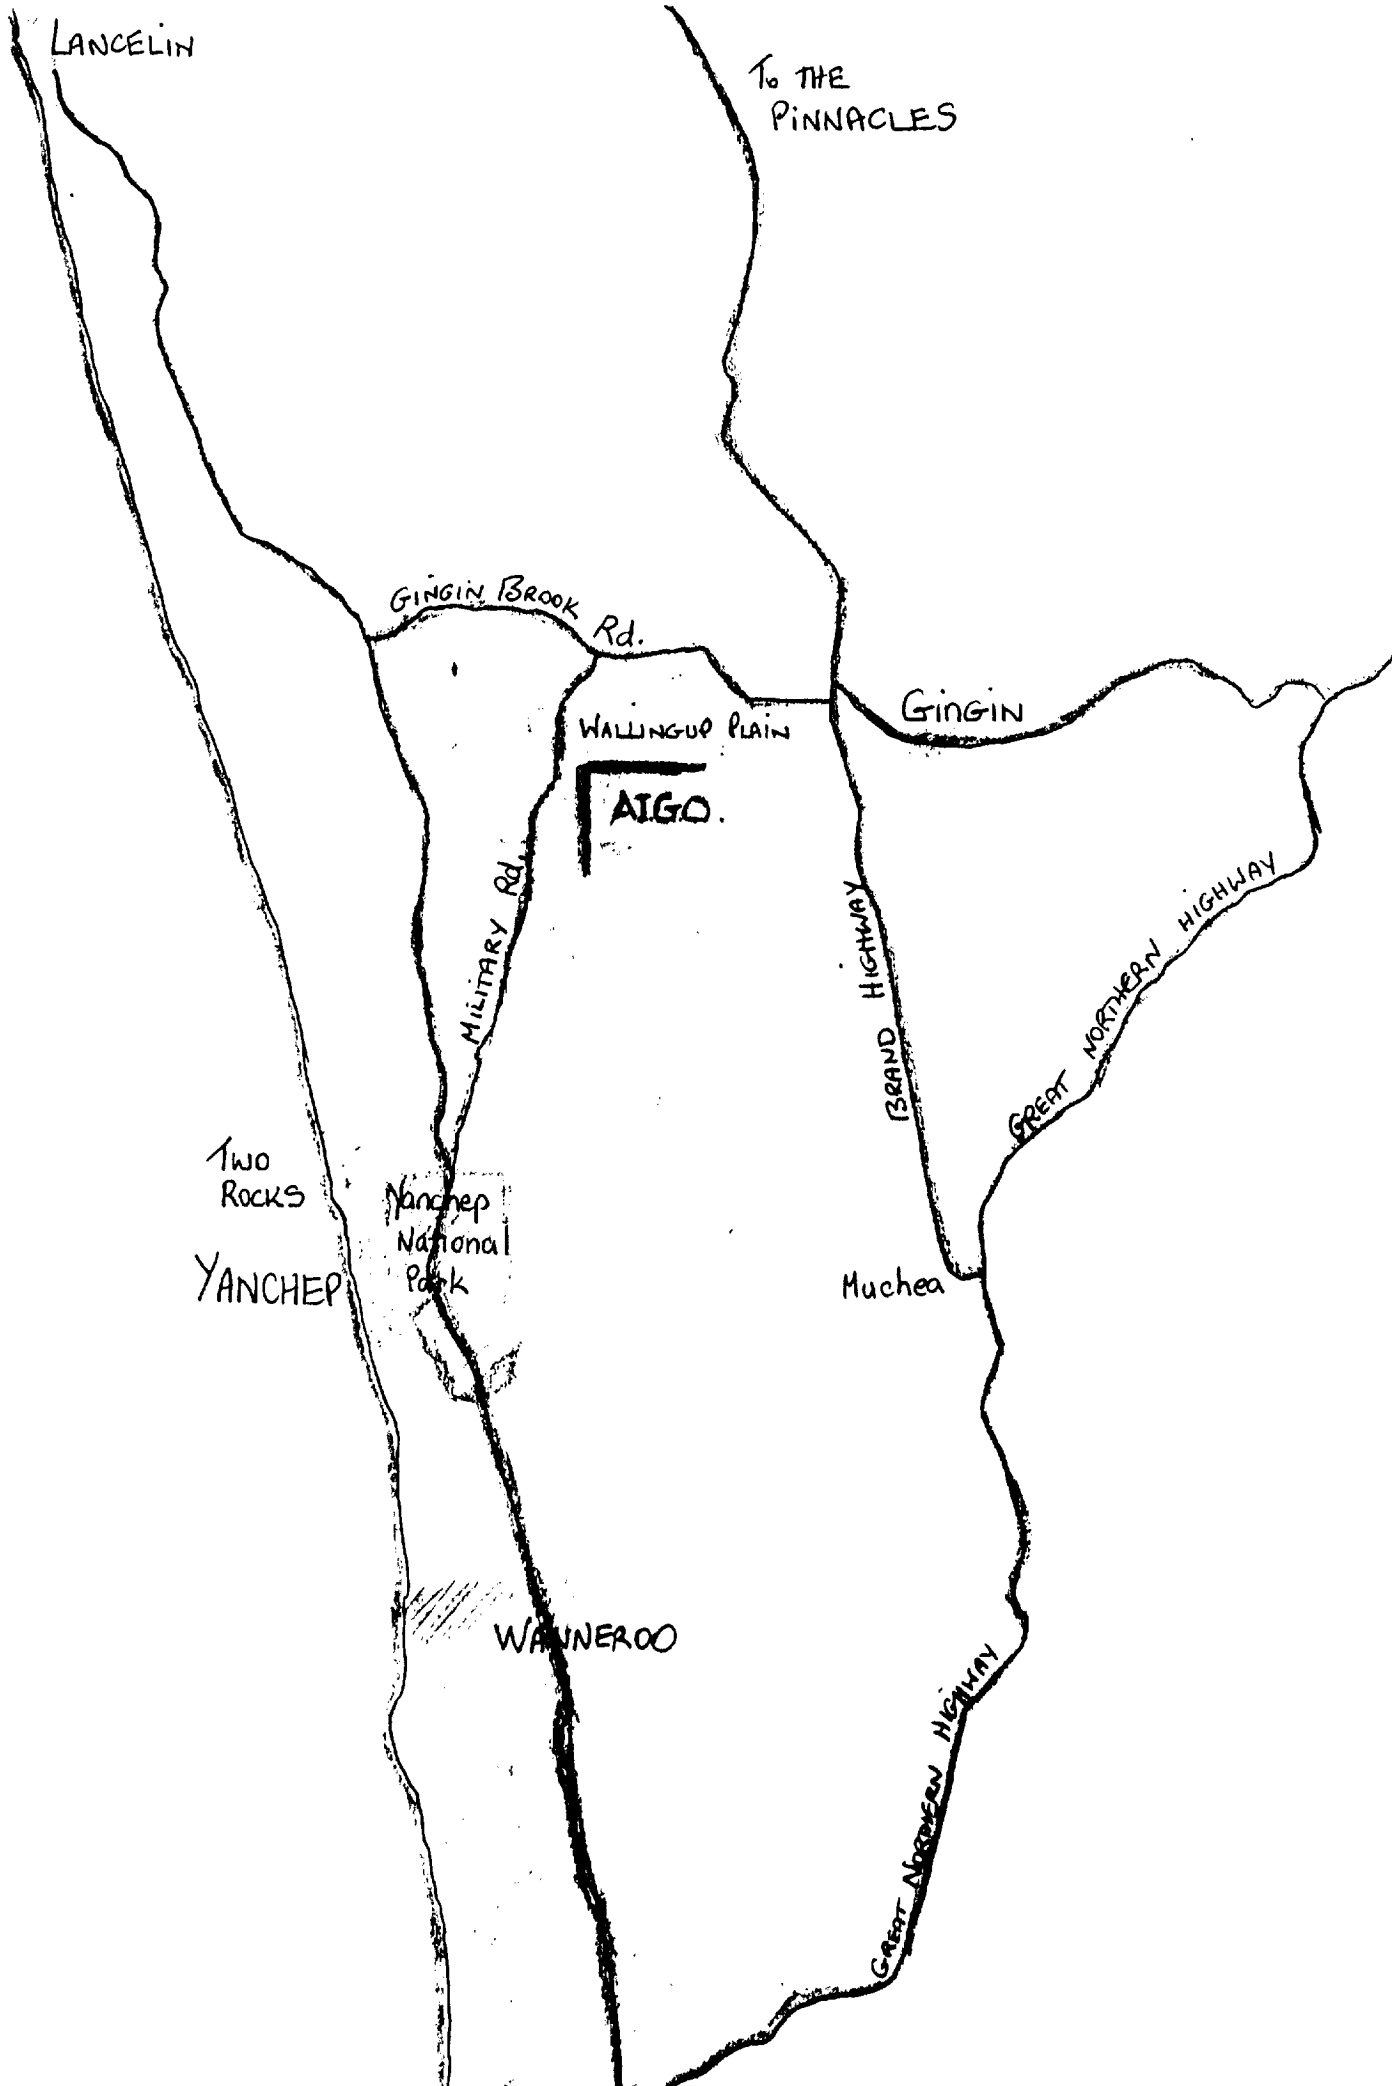 LANCELIN
To THE
PINNACLES
GINGIN BROOK Rd.
GINGIN
WALLINGUP PLAIN
A.I.G.O.
MILITARY Rd.
BRAND HIGHWAY
GREAT NORTHERN HIGHWAY
TWO
ROCKS
Yanchep
National
Park
YANCHEP
Muchea
WANNEROO
GREAT NORTHERN HIGHWAY